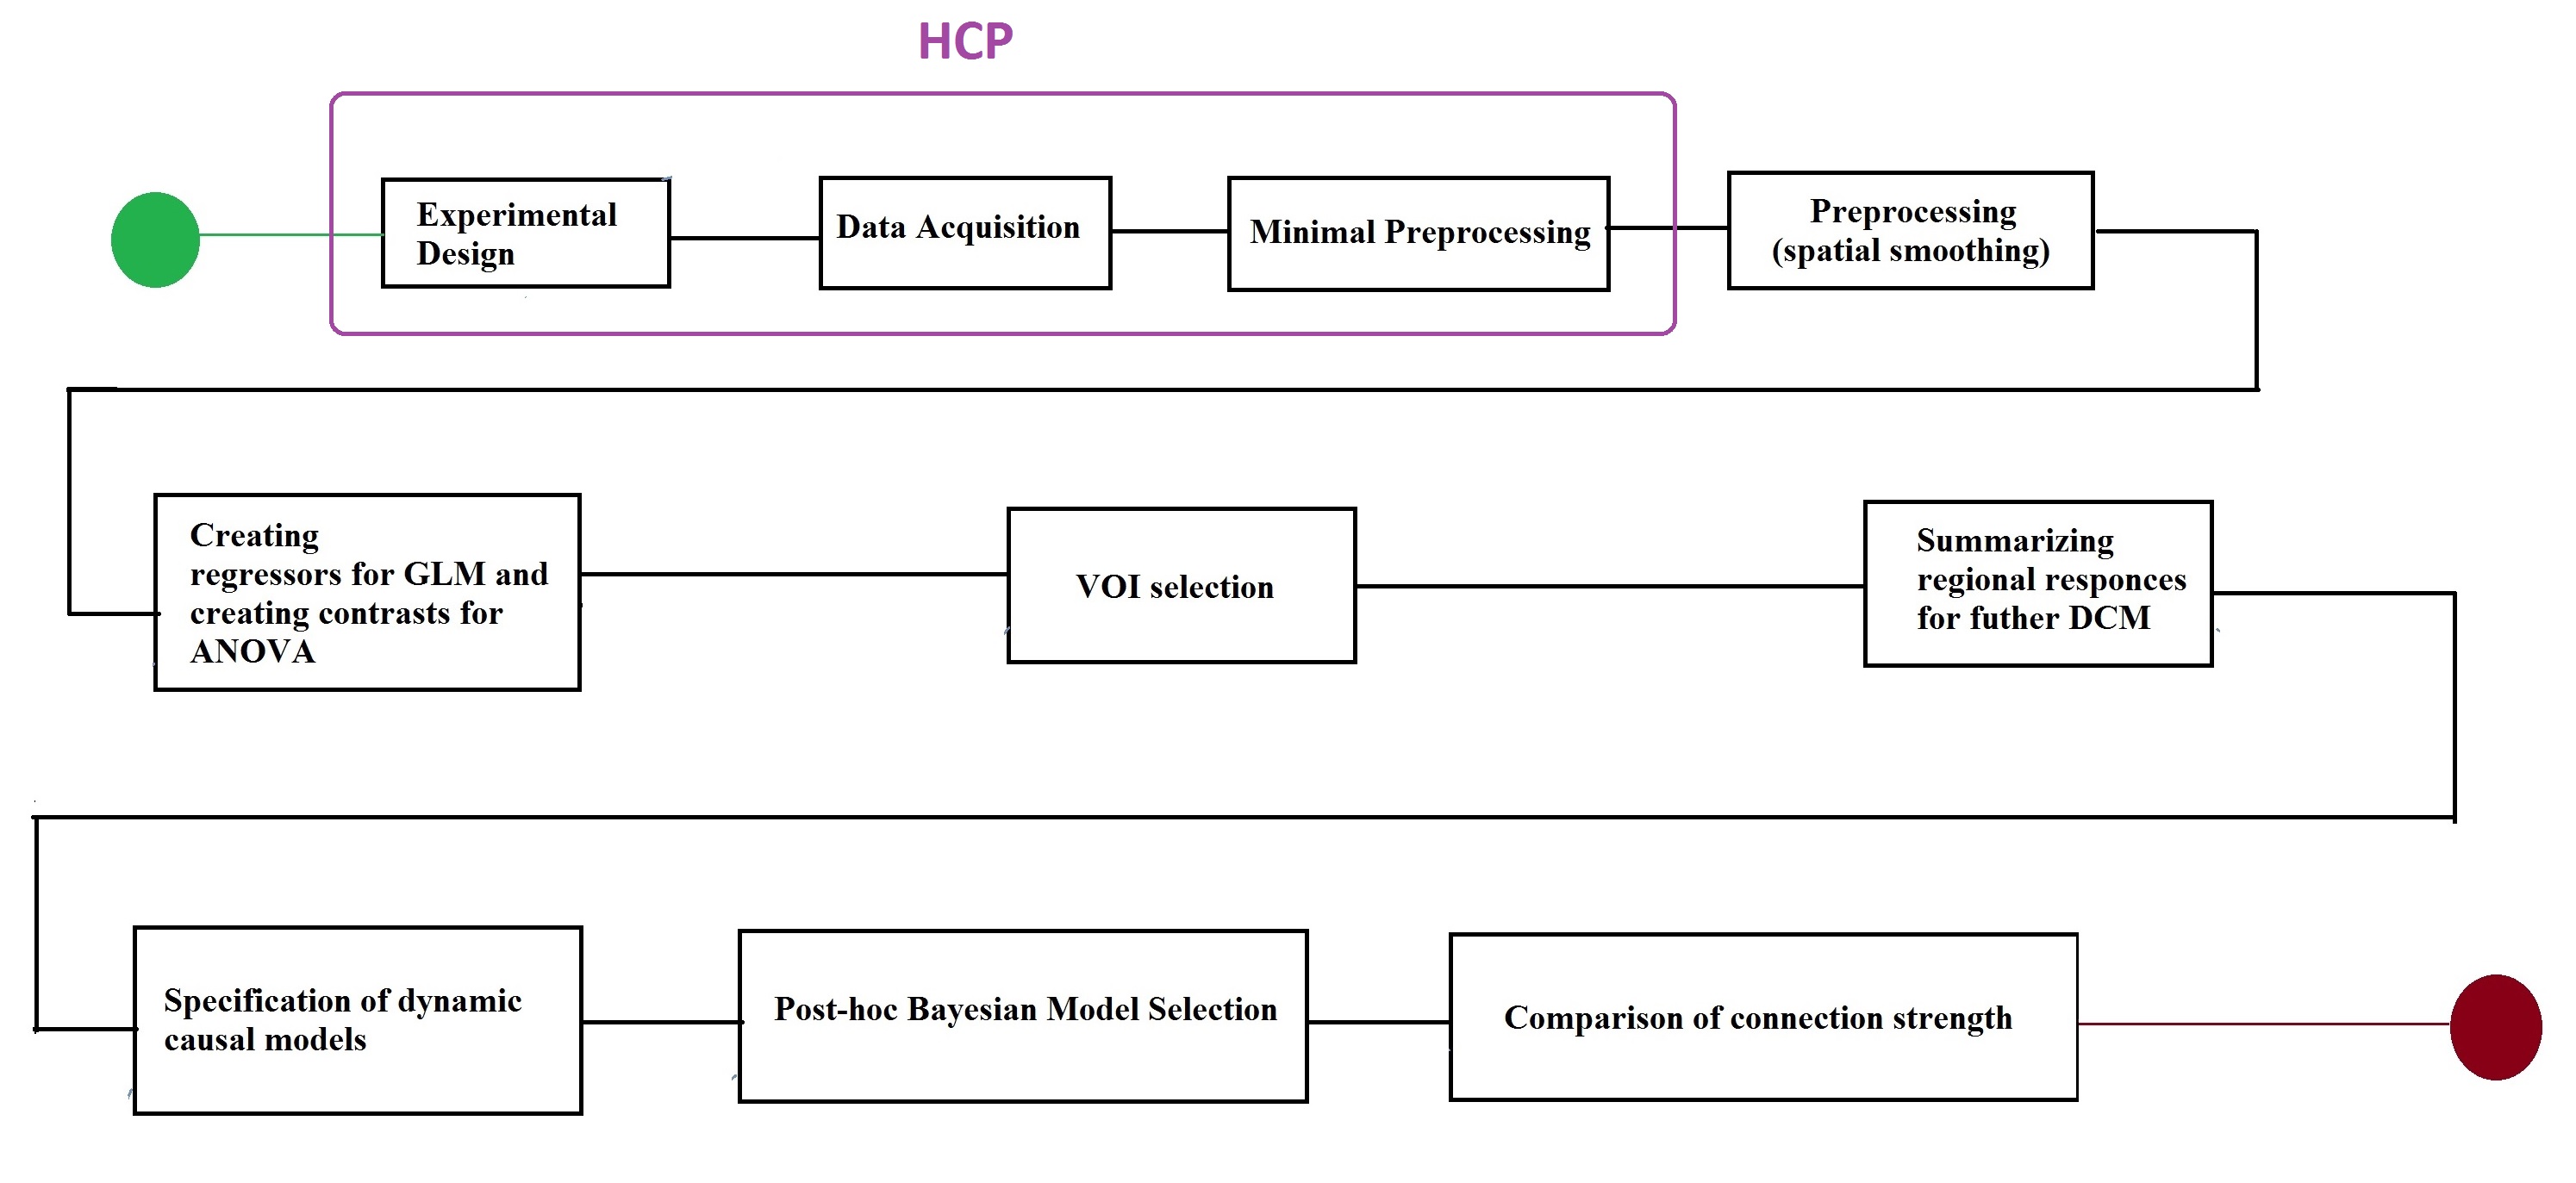 HCP
Experimental
Design
Data Acquisition
Minimal Preprocessing
Preprocessing
(spatial smoothing)
Creating
regressors for GLM and
creating contrasts for
ANOVA
VOI selection
Summarizing
regional responces
for futher DCM
Specification of dynamic
causal models
Post-hoc Bayesian Model Selection
Comparison of connection strength